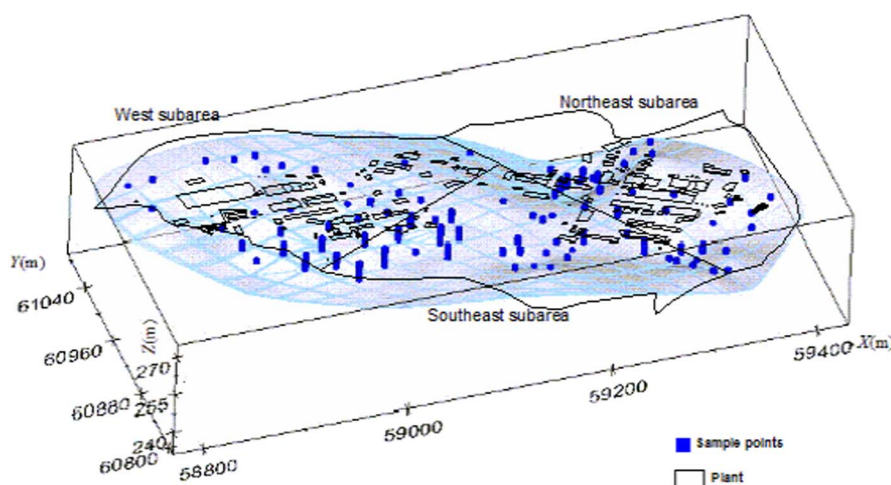 West subarea
Northeast subarea
Y(m)
61040
60960
60880
60800
Z(m)
270
255
240
Southeast subarea
58800
59000
59200
59400
X(m)
Sample points
Plant